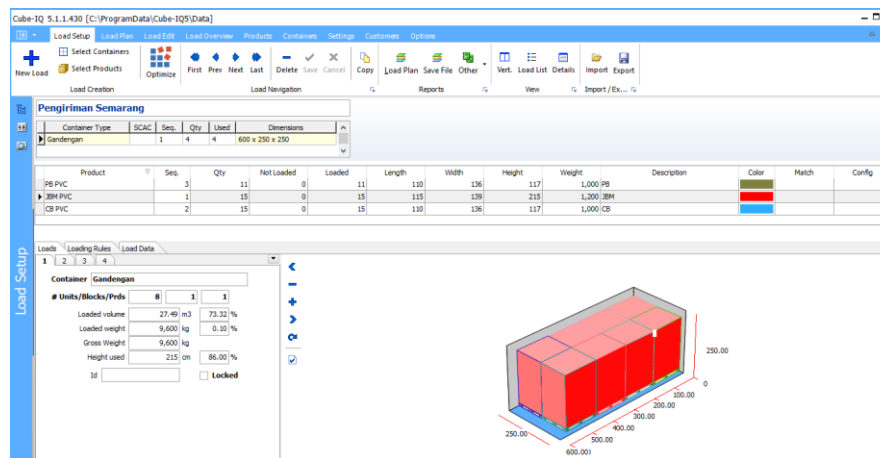 Cube-IQ 5.1.1.430 [C:\ProgramData\Cube-IQ5\Data]
Load Setup Load Plan Load Edit Load Overview Products Containers Settings Customers Options
New Load
Select Containers
Select Products
Optimize
First Prev Next Last Delete Save Cancel Copy Load Plan Save File Other Vert. Load List Details Import Export
Load Creation Load Navigation Reports View Import / Ex...
Pengiriman Semarang
Container Type SCAC Seq. Qty Used Dimensions
Gandengan 1 4 4 600 x 250 x 250
Product Seq. Qty Not Loaded Loaded Length Width Height Weight Description Color Match Config
PB PVC 3 11 0 11 110 136 117 1,000 PB
JBM PVC 1 15 0 15 115 139 215 1,200 JBM
CB PVC 2 15 0 15 110 136 117 1,000 CB
Load Setup
Loads Loading Rules Load Data
1 2 3 4
Container Gandengan
# Units/Blocks/Prds 8 1 1
Loaded volume 27.49 m3 73.32 %
Loaded weight 9,600 kg 0.10 %
Gross Weight 9,600 kg
Height used 215 cm 86.00 %
Id Locked
250.00
0
100.00
200.00
300.00
400.00
500.00
600.00)
250.00